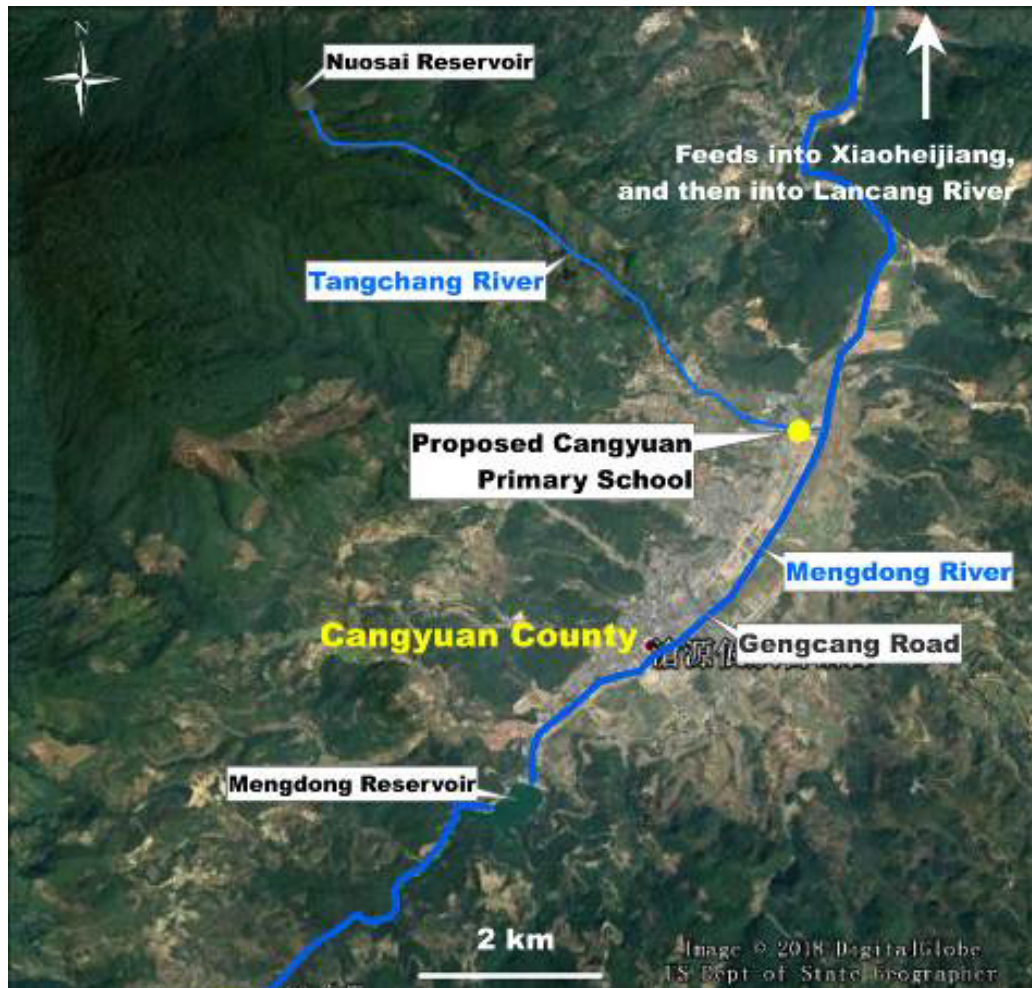 N
Nuosai Reservoir
Feeds into Xiaoheijiang,
and then into Lancang River
Tangchang River
Proposed Cangyuan
Primary School
Mengdong River
Cangyuan County
Gengcang Road
Mengdong Reservoir
2 km
Image © 2018 DigitalGlobe
US Dept of State Geographer